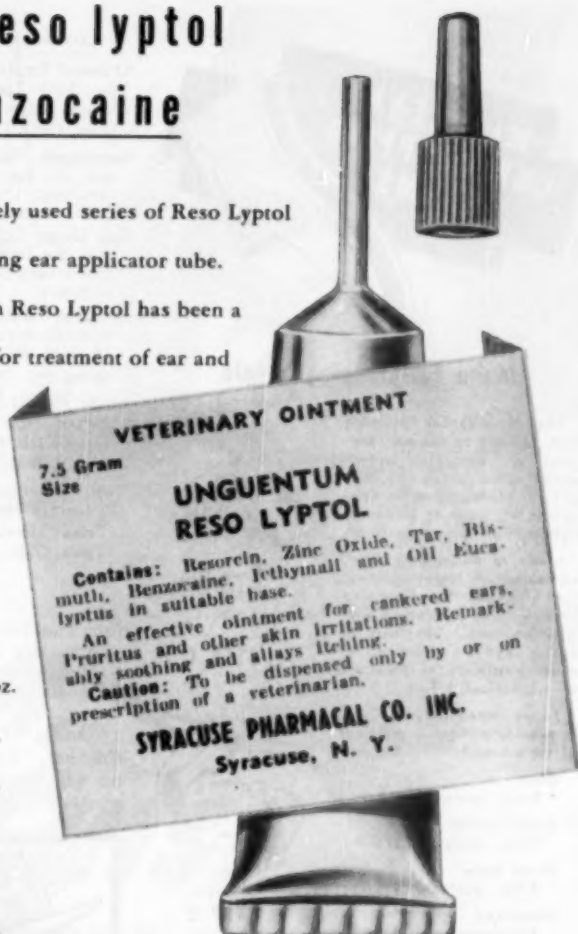 eso lyptol
nzocaine
ely used series of Reso Lyptol
ng ear applicator tube.
Reso Lyptol has been a
or treatment of ear and
VETERINARY OINTMENT
7.5 Gram
Size
UNGUENTUM
RESO LYPTOL
Contains: Resorcin, Zinc Oxide, Tar, Bis-
muth, Benzocaine, Icthymall and Oil Euca-
lyptus in suitable base.
An effective ointment for cankered ears,
Pruritus and other skin irritations. Remark-
ably soothing and allays itching.
Caution: To be dispensed only by or on
prescription of a veterinarian.
oz.
SYRACUSE PHARMACAL CO. INC.
Syracuse, N. Y.